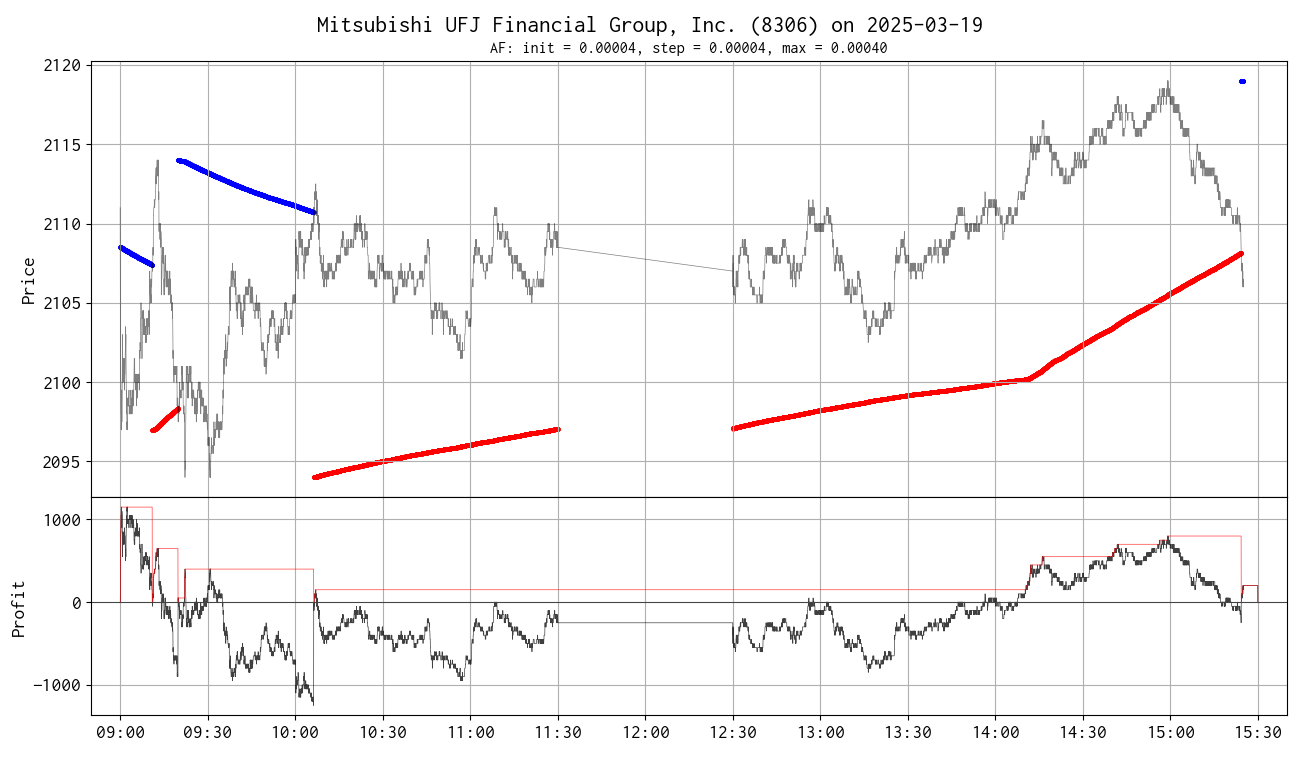 Mitsubishi UFJ Financial Group, Inc. (8306) on 2025-03-19
AF: init = 0.00004, step = 0.00004, max = 0.00040
Price
2120
2115
2110
2105
2100
2095
Profit
1000
0
−1000
09:00 09:30 10:00 10:30 11:00 11:30 12:00 12:30 13:00 13:30 14:00 14:30 15:00 15:30